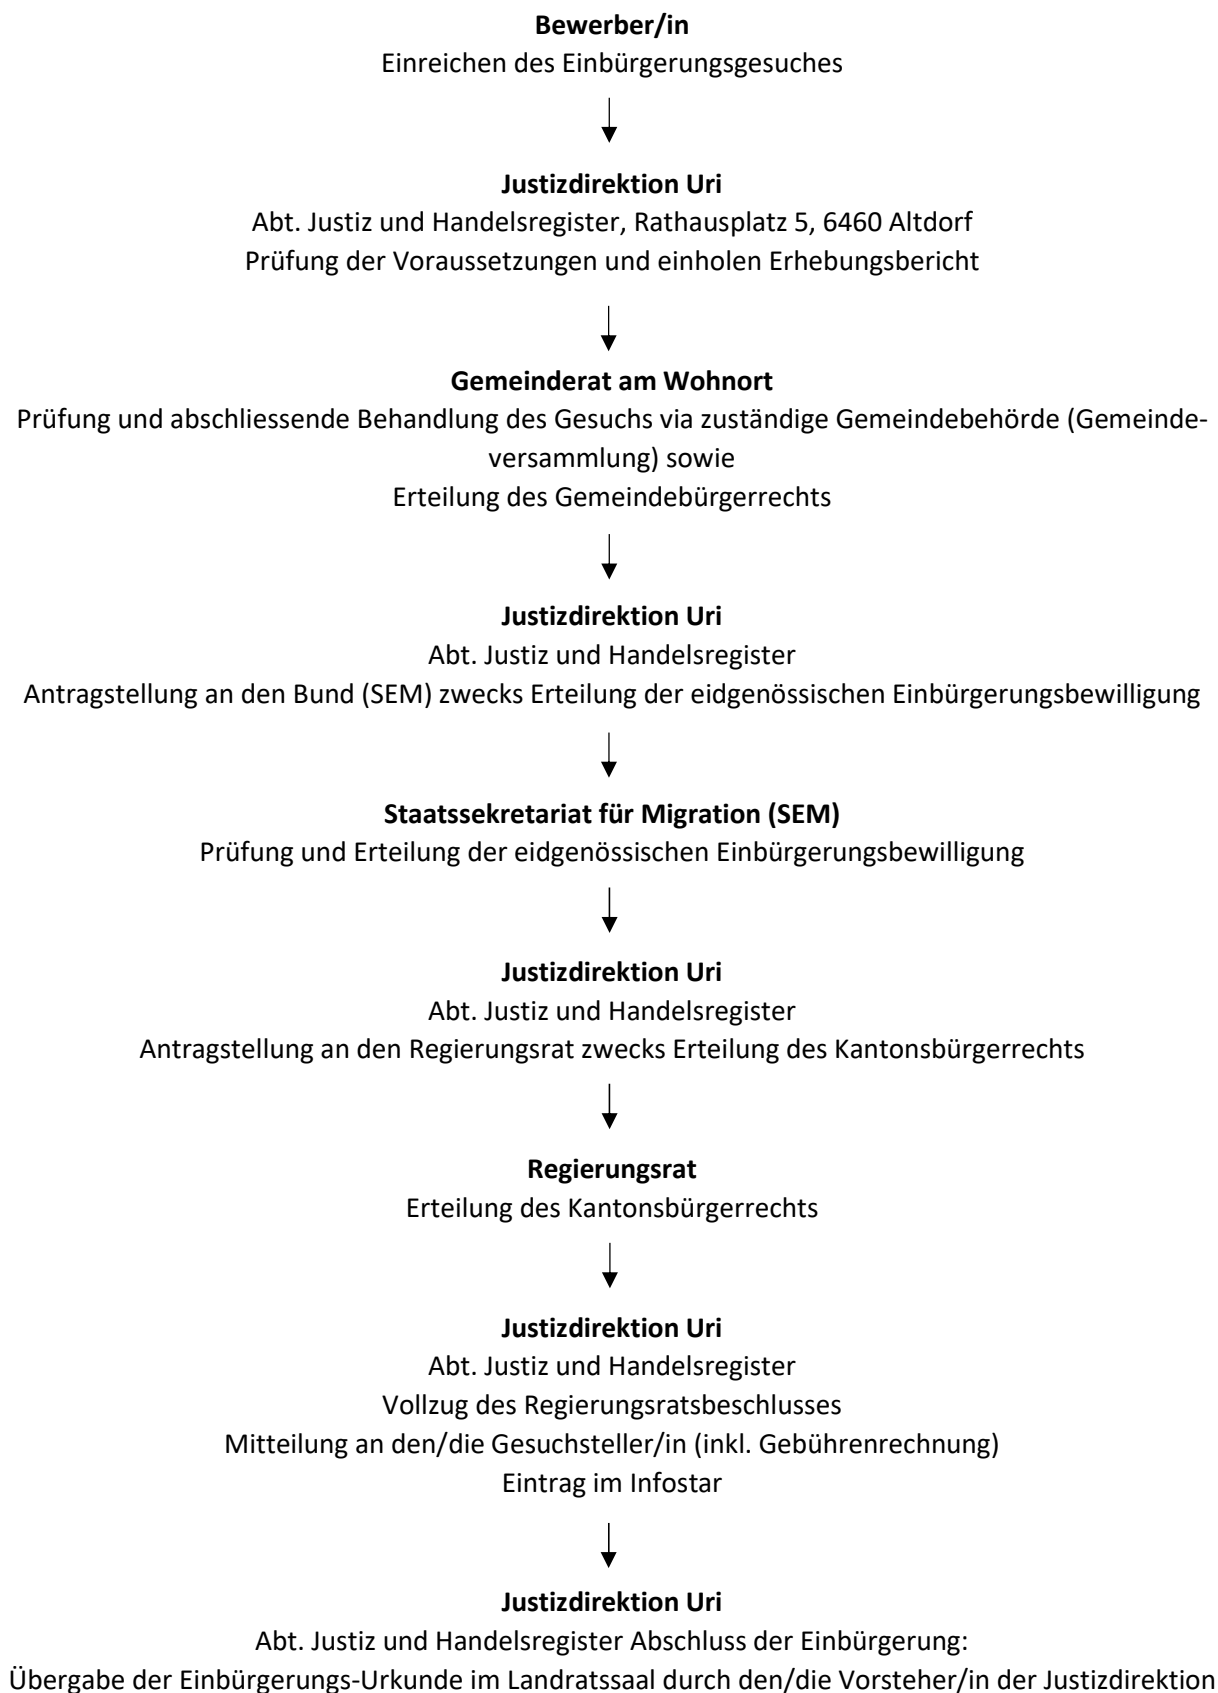 Bewerber/in
Einreichen des Einbürgerungsgesuches
Justizdirektion Uri
Abt. Justiz und Handelsregister, Rathausplatz 5, 6460 Altdorf
Prüfung der Voraussetzungen und einholen Erhebungsbericht
Gemeinderat am Wohnort
Prüfung und abschliessende Behandlung des Gesuchs via zuständige Gemeindebehörde (Gemeinde-
versammlung) sowie
Erteilung des Gemeindebürgerrechts
Justizdirektion Uri
Abt. Justiz und Handelsregister
Antragstellung an den Bund (SEM) zwecks Erteilung der eidgenössischen Einbürgerungsbewilligung
Staatssekretariat für Migration (SEM)
Prüfung und Erteilung der eidgenössischen Einbürgerungsbewilligung
Justizdirektion Uri
Abt. Justiz und Handelsregister
Antragstellung an den Regierungsrat zwecks Erteilung des Kantonsbürgerrechts
Regierungsrat
Erteilung des Kantonsbürgerrechts
Justizdirektion Uri
Abt. Justiz und Handelsregister
Vollzug des Regierungsratsbeschlusses
Mitteilung an den/die Gesuchsteller/in (inkl. Gebührenrechnung)
Eintrag im Infostar
Justizdirektion Uri
Abt. Justiz und Handelsregister Abschluss der Einbürgerung:
Übergabe der Einbürgerungs-Urkunde im Landratssaal durch den/die Vorsteher/in der Justizdirektion